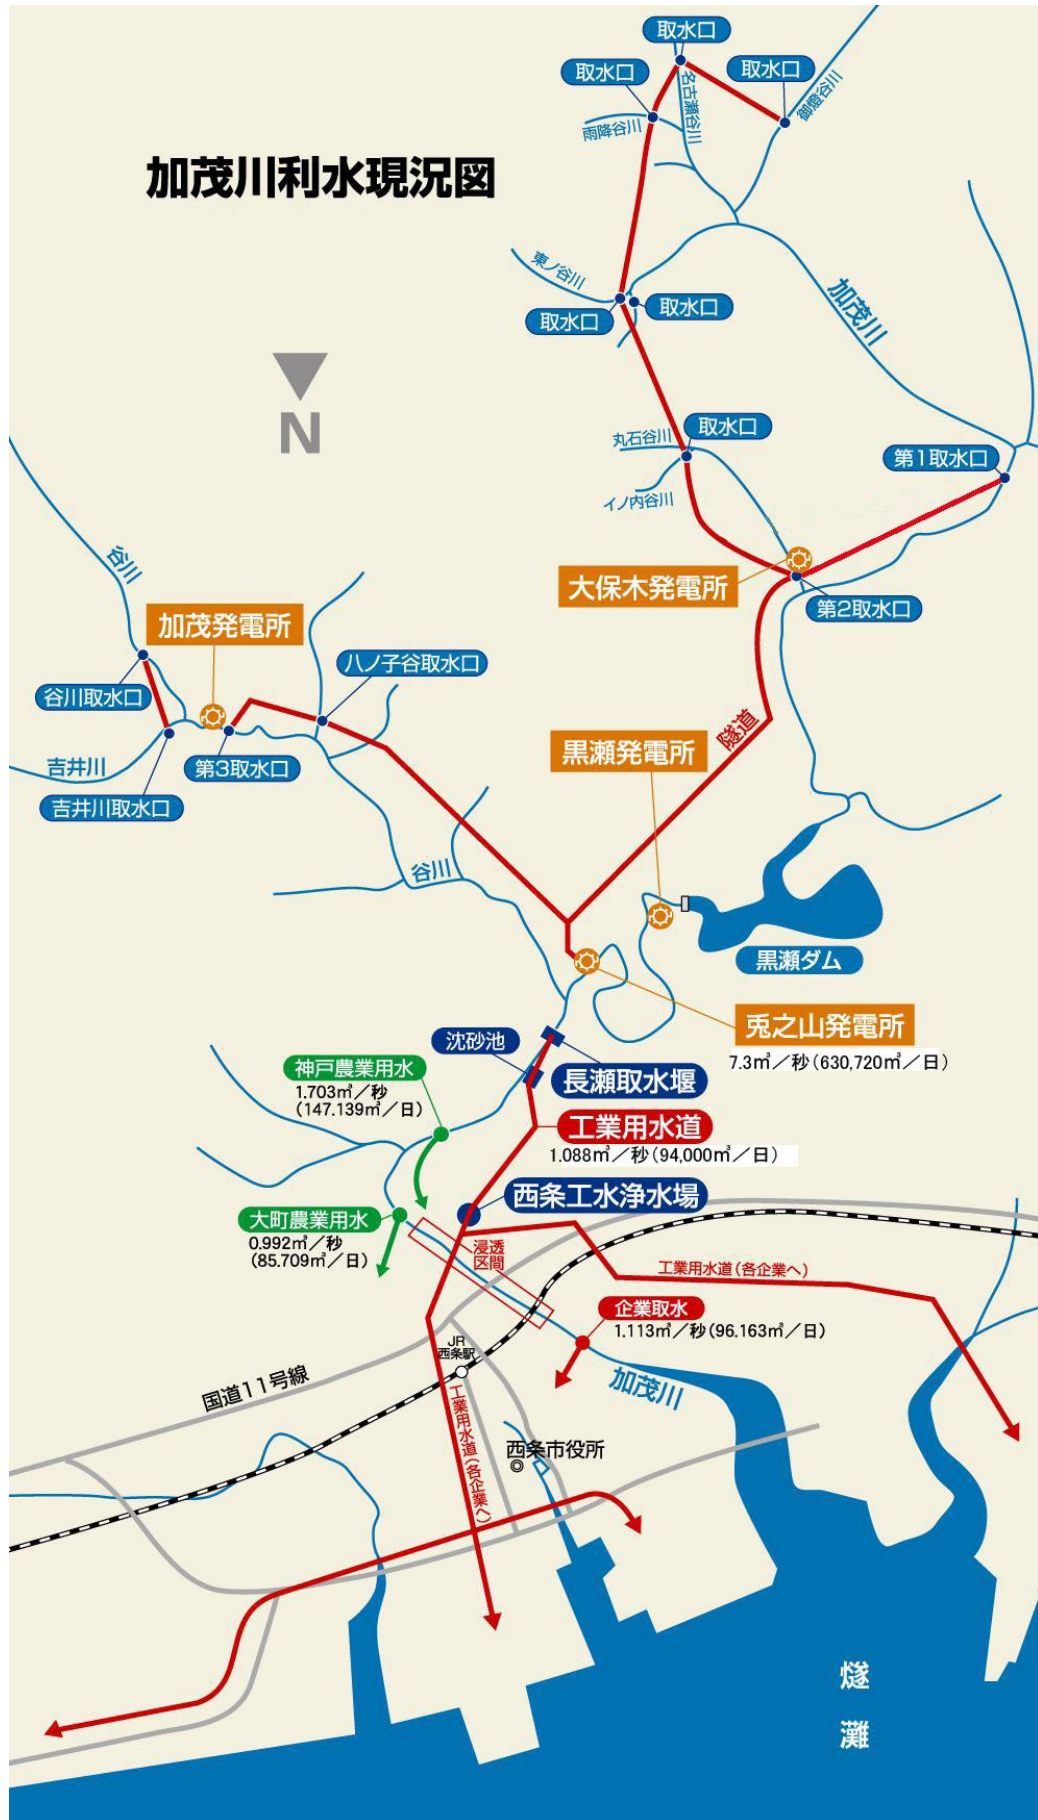 取水口
取水口
取水口
名古瀬谷川
御燈谷川
雨降谷川
加茂川利水現況図
東ノ谷川
取水口
取水口
加茂川
N
丸石谷川
取水口
第1取水口
イノ内谷川
谷川
大保木発電所
第2取水口
加茂発電所
八ノ子谷取水口
谷川取水口
隧道
黒瀬発電所
吉井川
第3取水口
吉井川取水口
谷川
黒瀬ダム
兎之山発電所
7.3㎥／秒(630,720㎥／日)
沈砂池
神戸農業用水
1.703㎥／秒
(147.139㎥／日)
長瀬取水堰
工業用水道
1.088㎥／秒(94,000㎥／日)
西条工水浄水場
大町農業用水
0.992㎥／秒
(85.709㎥／日)
浸透
区間
工業用水道(各企業へ)
企業取水
1.113㎥／秒(96.163㎥／日)
JR
西条駅
国道11号線
加茂川
工業用水道(各企業へ)
西条市役所
燧
灘